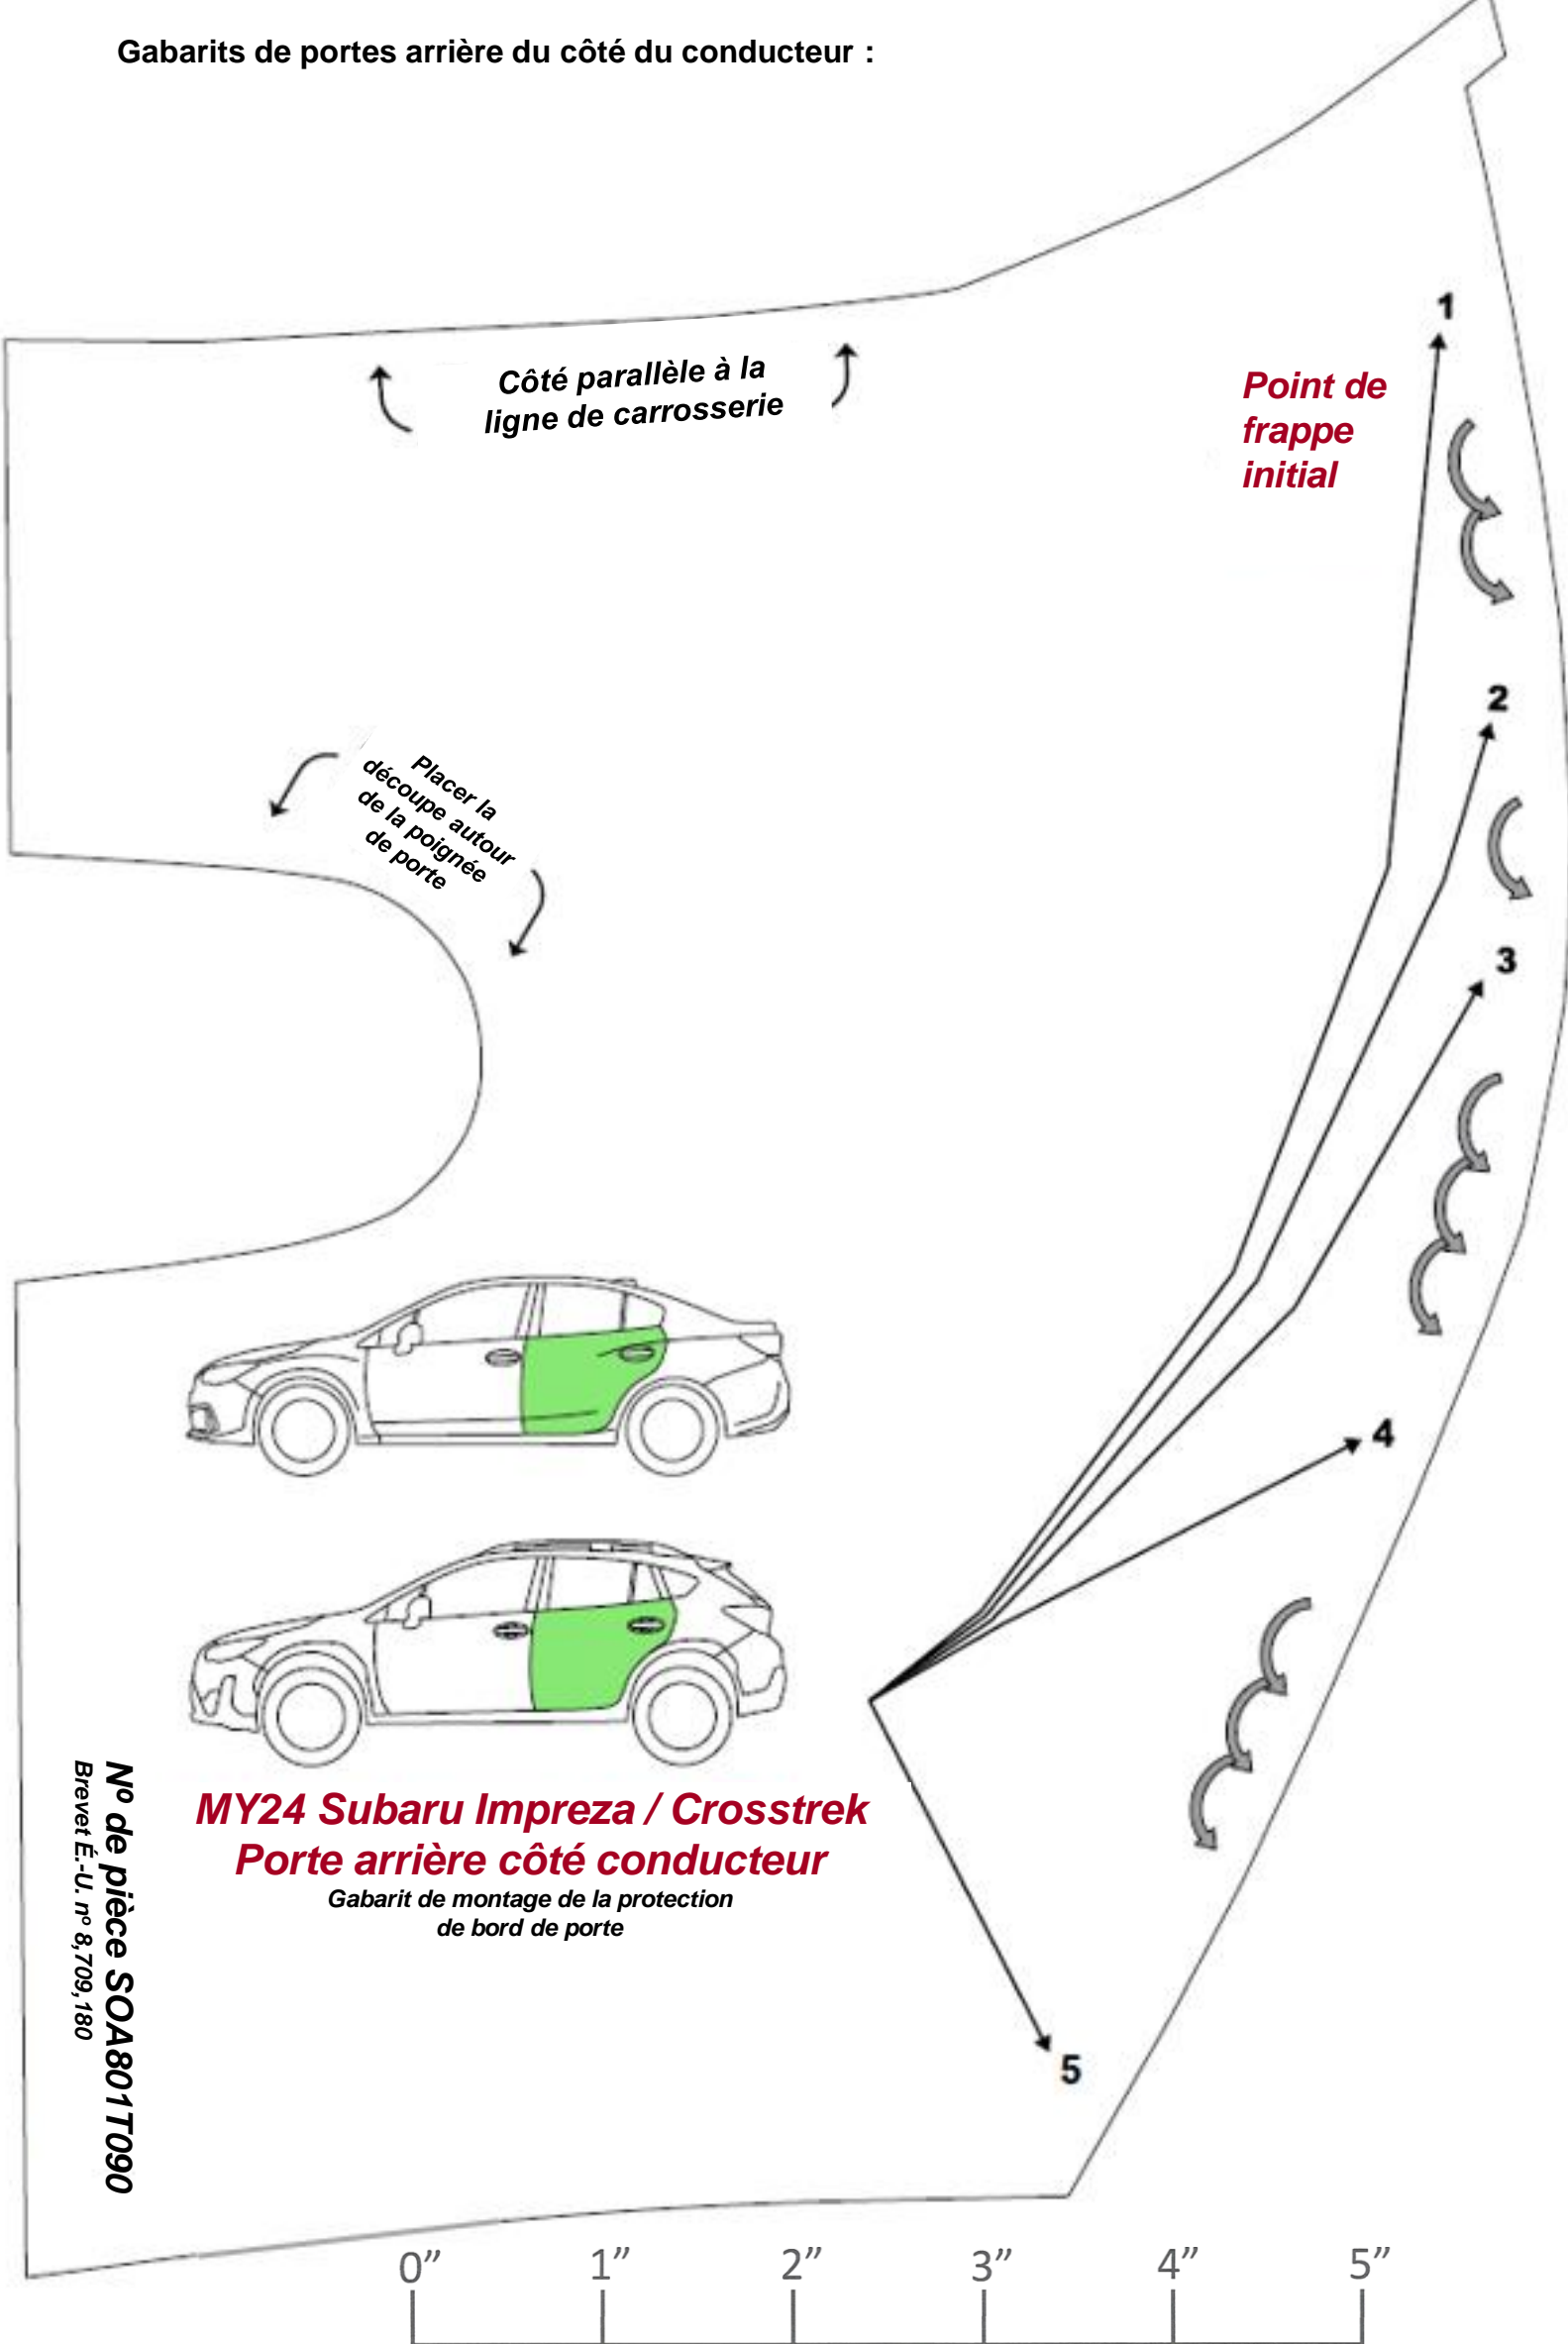 Gabarits de portes arrière du côté du conducteur :
Côté parallèle à la
ligne de carrosserie
1
Point de
frappe
initial
2
Placer la
découpe autour
de la poignée
de porte
3
4
MY24 Subaru Impreza / Crosstrek
Porte arrière côté conducteur
Gabarit de montage de la protection
de bord de porte
Nº de pièce SOA801T090
Brevet É.-U. nº 8,709,180
5
0” 1” 2” 3” 4” 5”